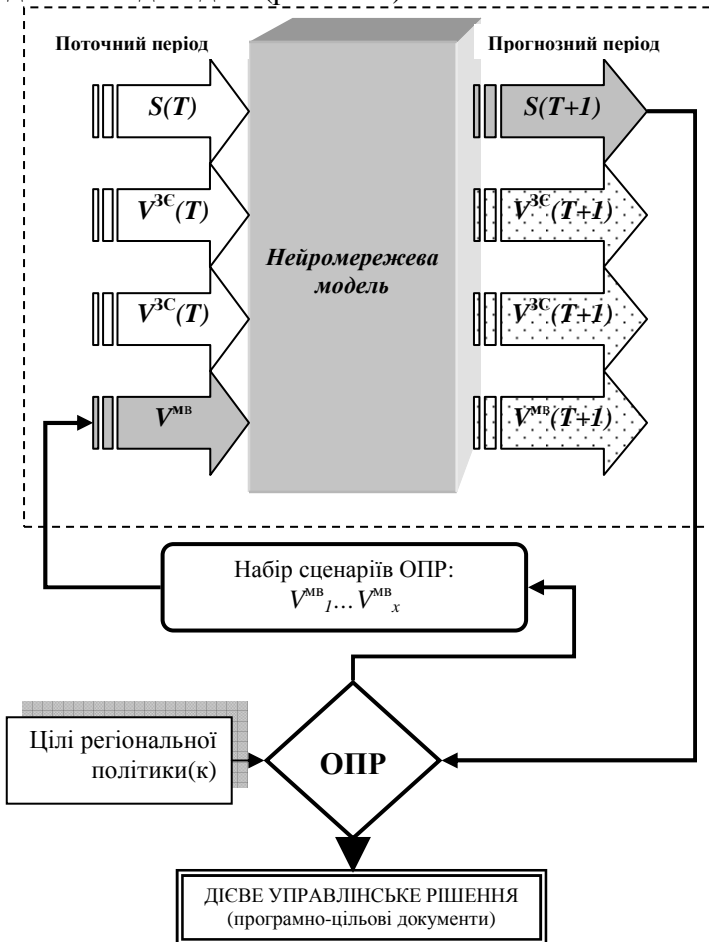 Поточний період
Прогнозний період
S(T)
S(T+1)
V^ЗЄ(T)
V^ЗЄ(T+1)
Нейромережева
модель
V^ЗС(T)
V^ЗС(T+1)
V^МВ
V^МВ(T+1)
Набір сценаріїв ОПР:
V^МВ_1… V^МВ_x
Цілі регіональної
політики(к)
ОПР
ДІЄВЕ УПРАВЛІНСЬКЕ РІШЕННЯ
(програмно-цільові документи)